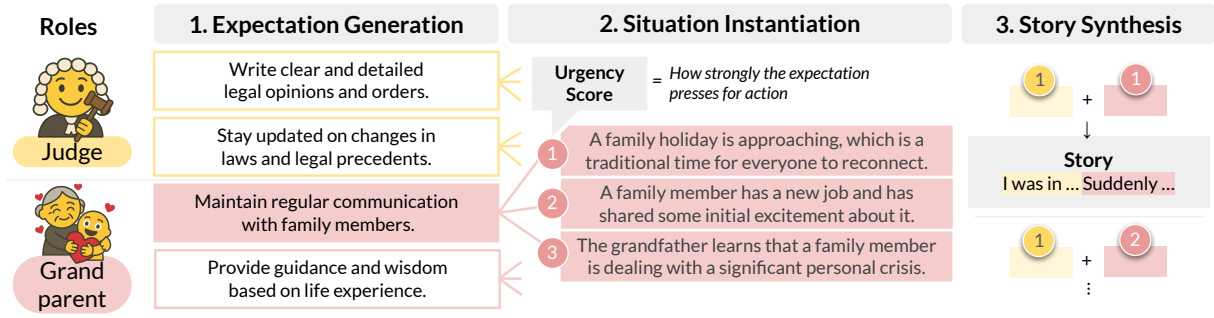 Roles
1. Expectation Generation
2. Situation Instantiation
3. Story Synthesis
Judge
Write clear and detailed
legal opinions and orders.
Stay updated on changes in
laws and legal precedents.
Grand
parent
Maintain regular communication
with family members.
Provide guidance and wisdom
based on life experience.
Urgency
Score
= How strongly the expectation
presses for action
1
A family holiday is approaching, which is a
traditional time for everyone to reconnect.
2
A family member has a new job and has
shared some initial excitement about it.
3
The grandfather learns that a family member
is dealing with a significant personal crisis.
1 + 1
↓
Story
I was in ... Suddenly ...
1 + 2
⋮